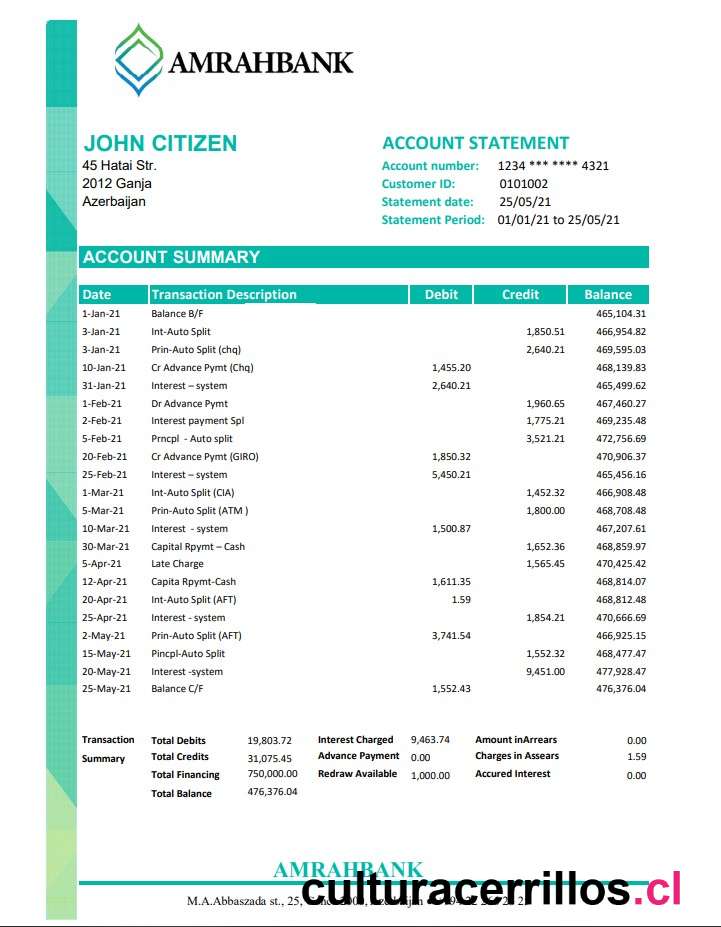 AMRAHBANK
JOHN CITIZEN
45 Hatai Str.
2012 Ganja
Azerbaijan
ACCOUNT STATEMENT
Account number: 1234 *** **** 4321
Customer ID: 0101002
Statement date: 25/05/21
Statement Period: 01/01/21 to 25/05/21
ACCOUNT SUMMARY
Date Transaction Description Debit Credit Balance
1-Jan-21 Balance B/F 465,104.31
3-Jan-21 Int-Auto Split 1,850.51 466,954.82
3-Jan-21 Prin-Auto Split (chq) 2,640.21 469,595.03
10-Jan-21 Cr Advance Pymt (Chq) 1,455.20 468,139.83
31-Jan-21 Interest – system 2,640.21 465,499.62
1-Feb-21 Dr Advance Pymt 1,960.65 467,460.27
2-Feb-21 Interest payment Spl 1,775.21 469,235.48
5-Feb-21 Prncpl - Auto split 3,521.21 472,756.69
20-Feb-21 Cr Advance Pymt (GIRO) 1,850.32 470,906.37
25-Feb-21 Interest – system 5,450.21 465,456.16
1-Mar-21 Int-Auto Split (CIA) 1,452.32 466,908.48
5-Mar-21 Prin-Auto Split (ATM ) 1,800.00 468,708.48
10-Mar-21 Interest - system 1,500.87 467,207.61
30-Mar-21 Capital Rpymt – Cash 1,652.36 468,859.97
5-Apr-21 Late Charge 1,565.45 470,425.42
12-Apr-21 Capita Rpymt-Cash 1,611.35 468,814.07
20-Apr-21 Int-Auto Split (AFT) 1.59 468,812.48
25-Apr-21 Interest - system 1,854.21 470,666.69
2-May-21 Prin-Auto Split (AFT) 3,741.54 466,925.15
15-May-21 Pincpl-Auto Split 1,552.32 468,477.47
20-May-21 Interest -system 9,451.00 477,928.47
25-May-21 Balance C/F 1,552.43 476,376.04
Transaction Total Debits 19,803.72 Interest Charged 9,463.74 Amount inArrears 0.00
Summary Total Credits 31,075.45 Advance Payment 0.00 Charges in Assears 1.59
Total Financing 750,000.00 Redraw Available 1,000.00 Accured Interest 0.00
Total Balance 476,376.04
AMRAHBANK
culturacerrillos.cl
M.A.Abbaszada st., 25,